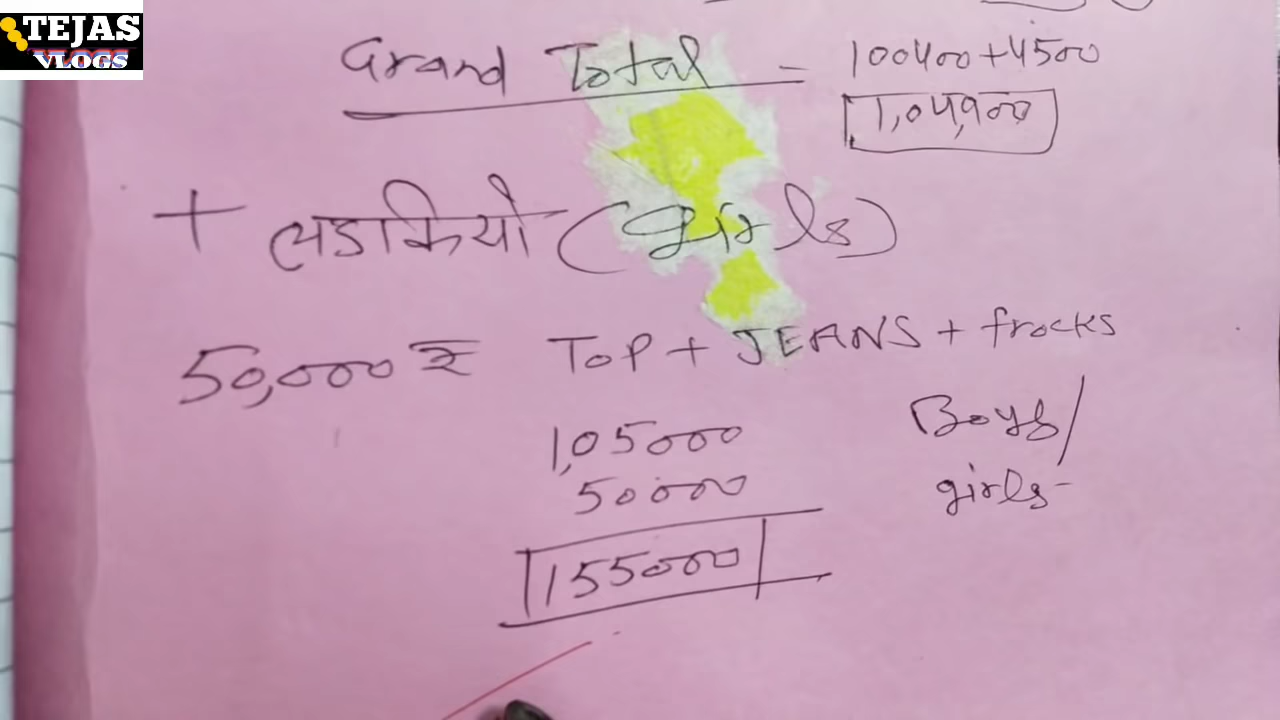 TEJAS
VLOGS
Grand Total = 100400+4500
1,04,900
+ लडकियो (girls)
50,000 ₹ TOP + JEANS + frocks
1,05000
50000
155000
Boys/
girls-